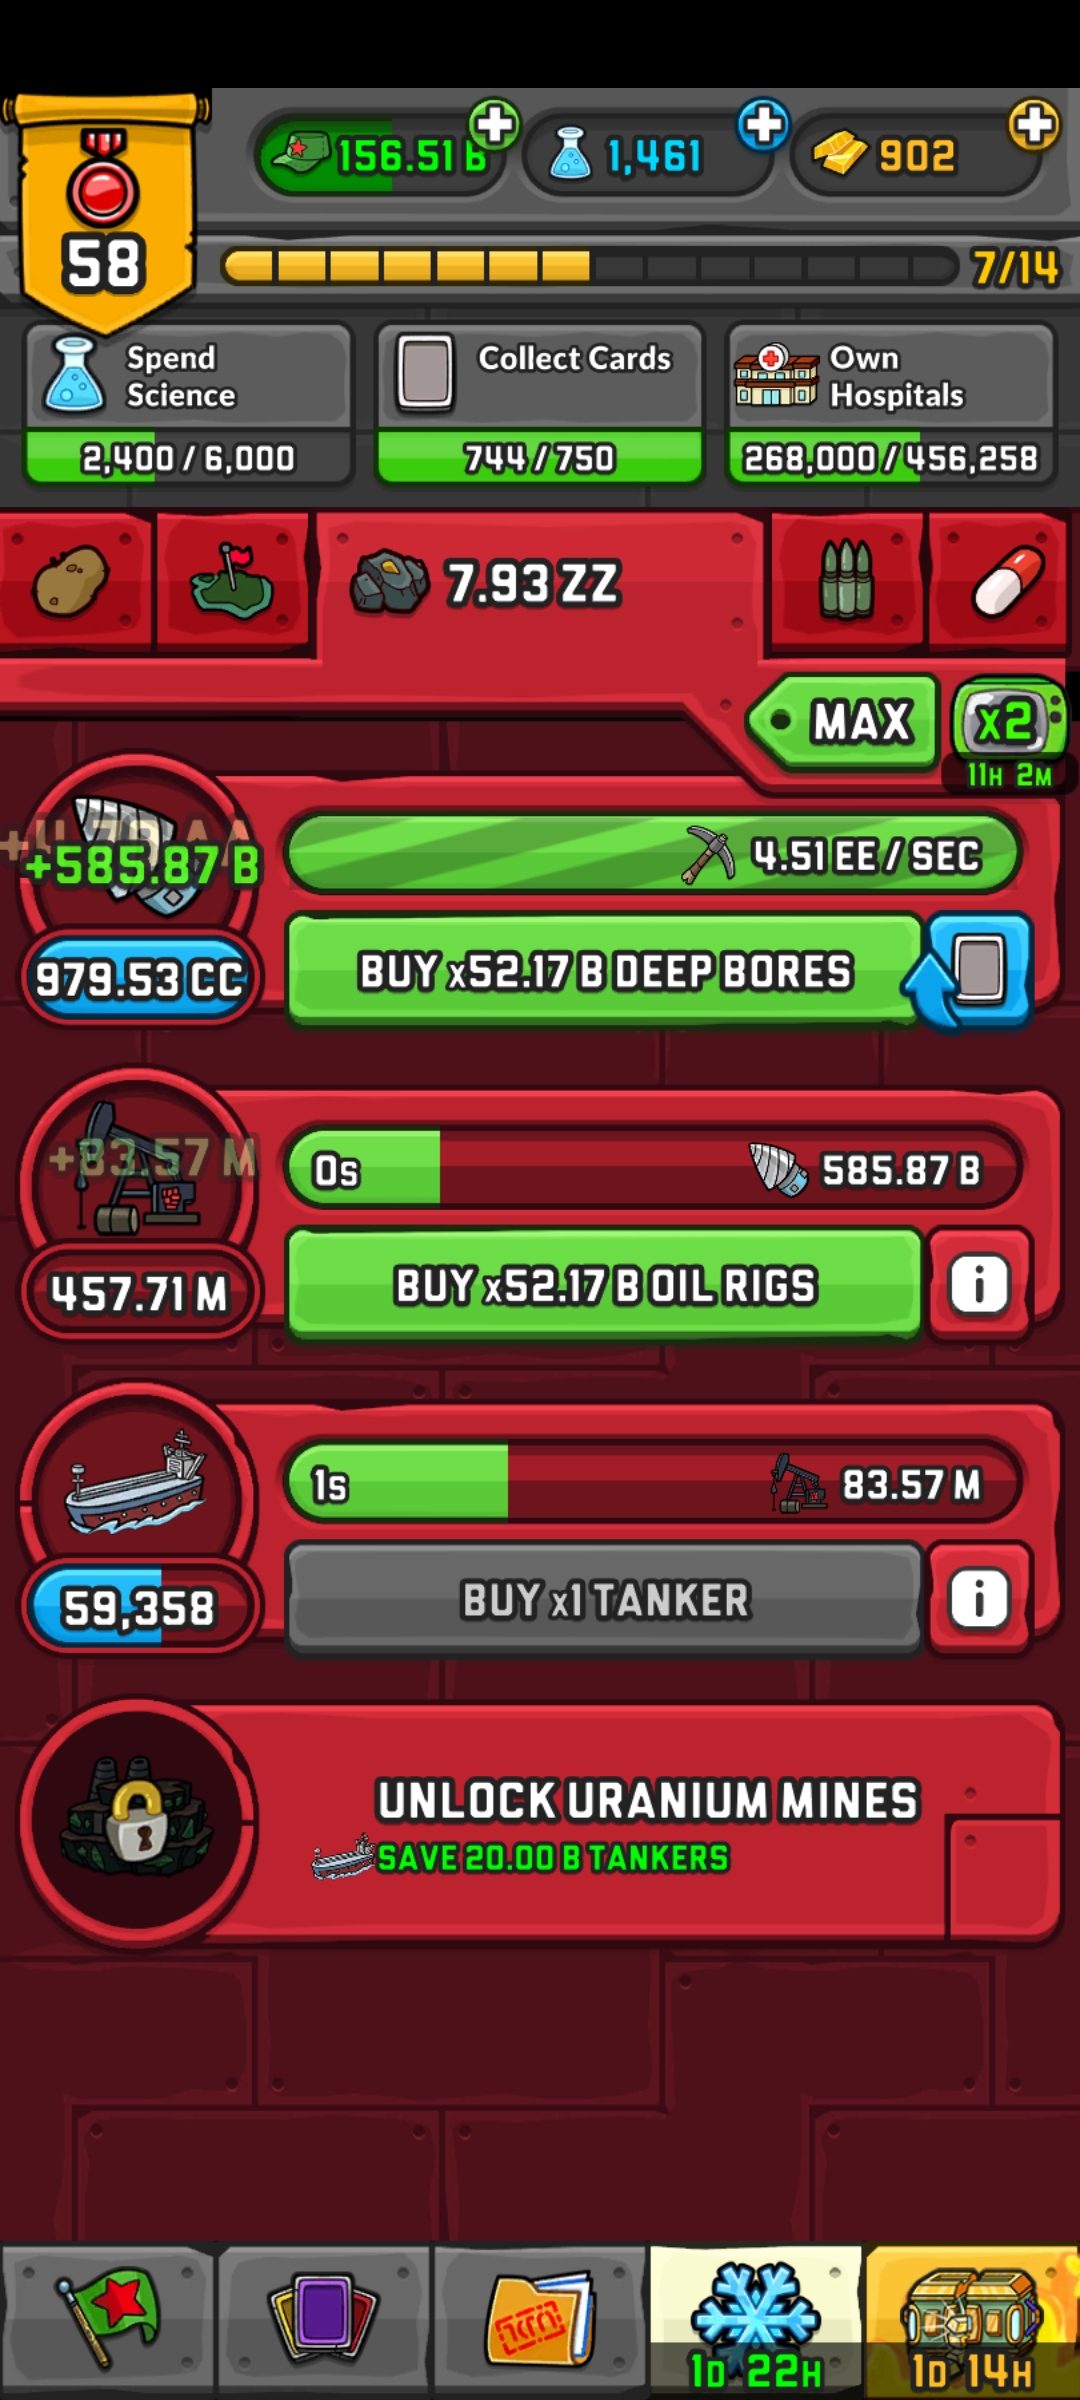 156.51 B
1,461
902
58
7/14
Spend
Science
2,400 / 6,000
Collect Cards
744 / 750
Own
Hospitals
268,000 / 456,258
7.93 ZZ
MAX
x2
11H 2M
+585.87 B
4.51 EE / SEC
979.53 CC
BUY x52.17 B DEEP BORES
+83.57 M
0s
585.87 B
457.71 M
BUY x52.17 B OIL RIGS
i
1s
83.57 M
59,358
BUY x1 TANKER
i
UNLOCK URANIUM MINES
SAVE 20.00 B TANKERS
1D 22H
1D 14H